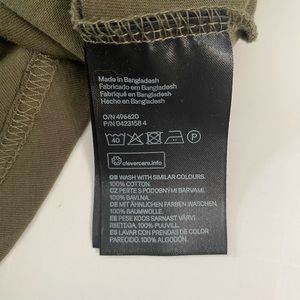 Made in Bangladesh
Fabricado em Bangladesh
Fabriqué en Bangladesh
Hecho en Bangladesh
O/N 496620
P/N 0423158 4
40
P
clevercare.info
GB WASH WITH SIMILAR COLOURS.
100% COTTON.
CZ PERTE S PODOBNÝMI BARVAMI.
100% BAVLNA.
DE MIT ÄHNLICHEN FARBEN WASCHEN.
100% BAUMWOLLE.
EE PESE KOOS SARNAST VÄRVI
RIIETEGA. 100% PUUVILL.
ES LAVAR CON PRENDAS DE COLOR
PARECIDO. 100% ALGODÓN.